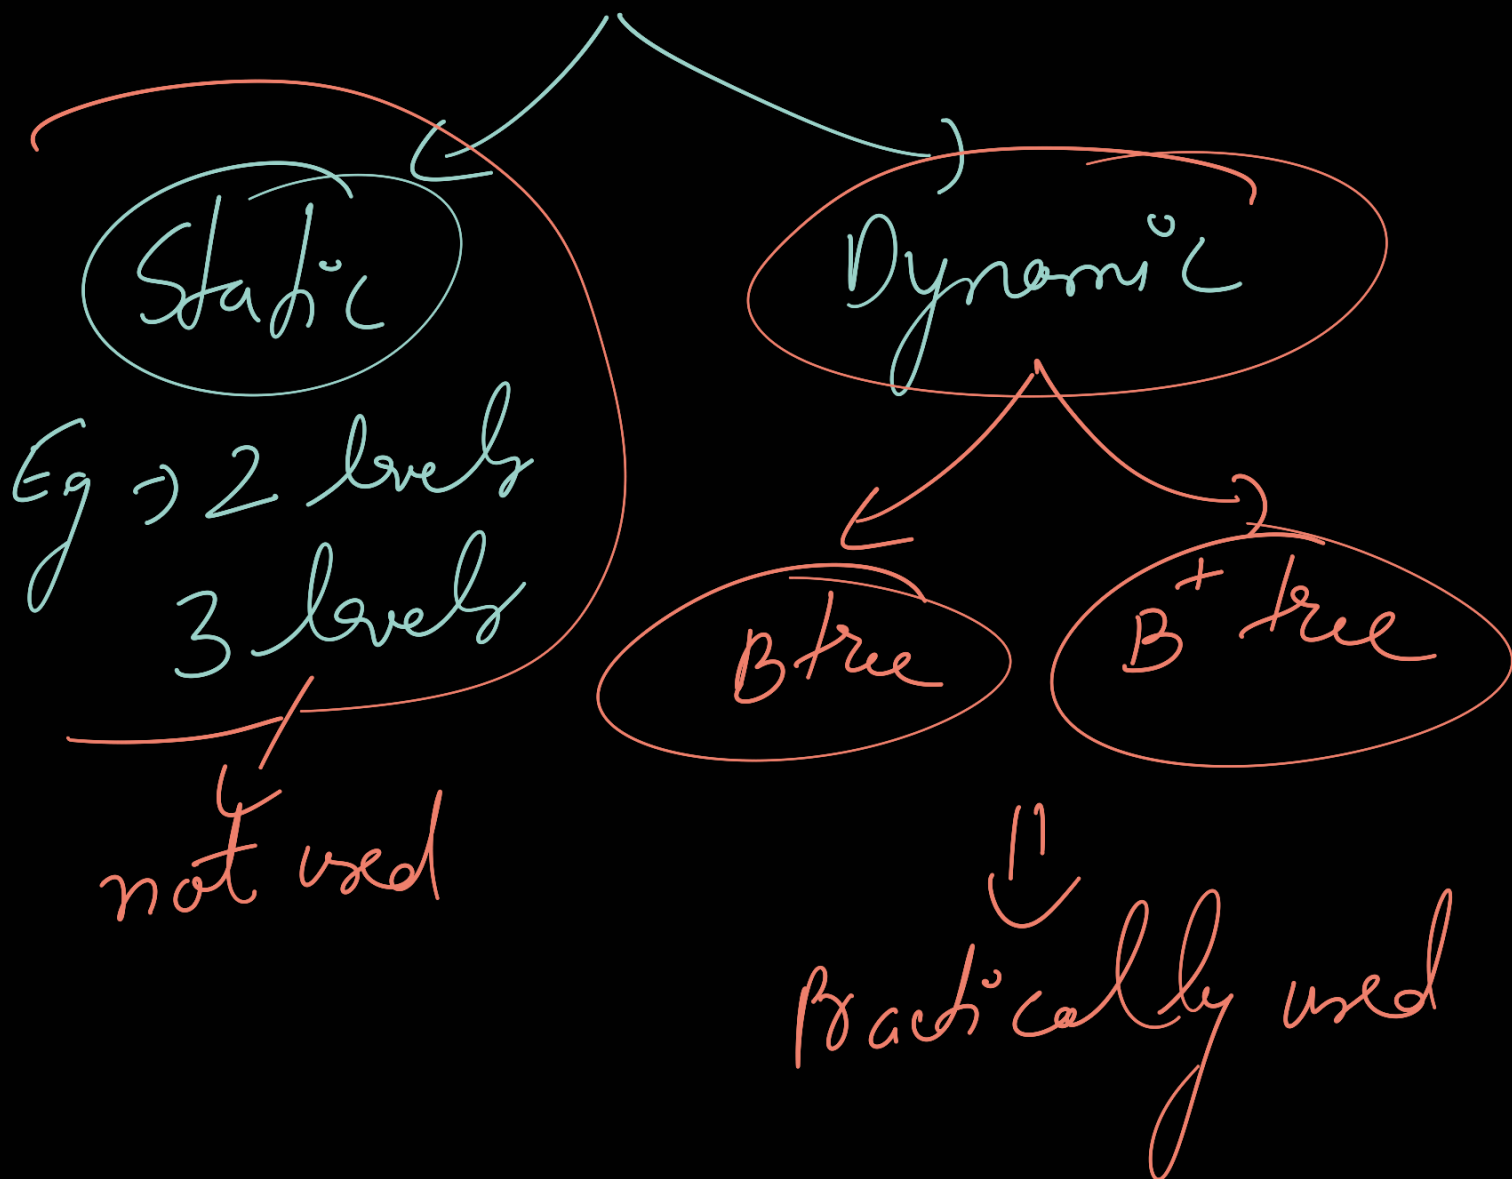 Static
Dynamic
Eg → 2 levels
3 levels
B tree
B+ tree
not used
Practically used